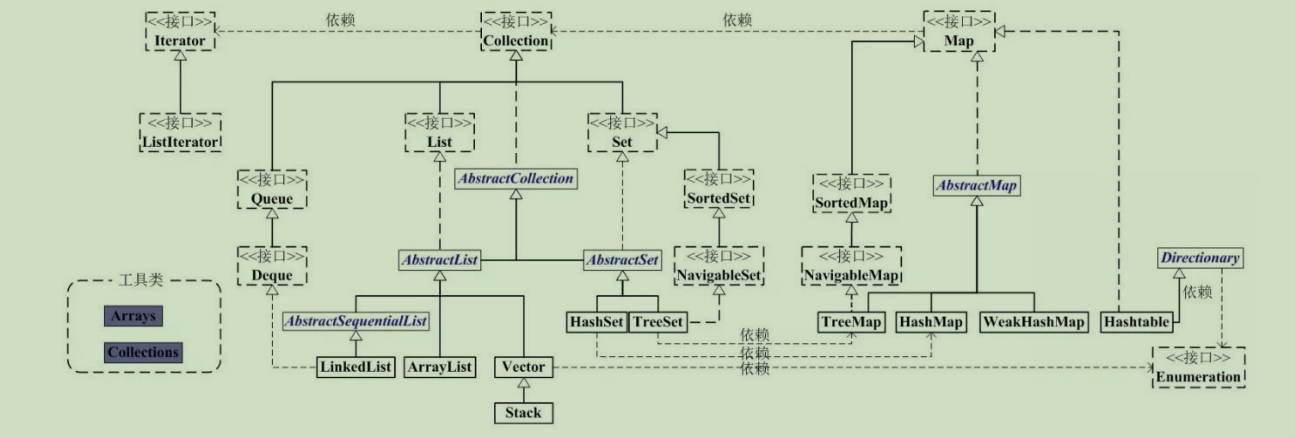 <<接口>>
Iterator
依赖
<<接口>>
Collection
依赖
<<接口>>
Map
<<接口>>
ListIterator
<<接口>>
List
<<接口>>
Set
<<接口>>
Queue
AbstractCollection
<<接口>>
SortedSet
<<接口>>
SortedMap
AbstractMap
<<接口>>
Deque
AbstractList
AbstractSet
<<接口>>
NavigableSet
<<接口>>
NavigableMap
Directionary
依赖
工具类
Arrays
Collections
AbstractSequentialList
HashSet
TreeSet
TreeMap
HashMap
WeakHashMap
Hashtable
依赖
依赖
依赖
LinkedList
ArrayList
Vector
<<接口>>
Enumeration
Stack